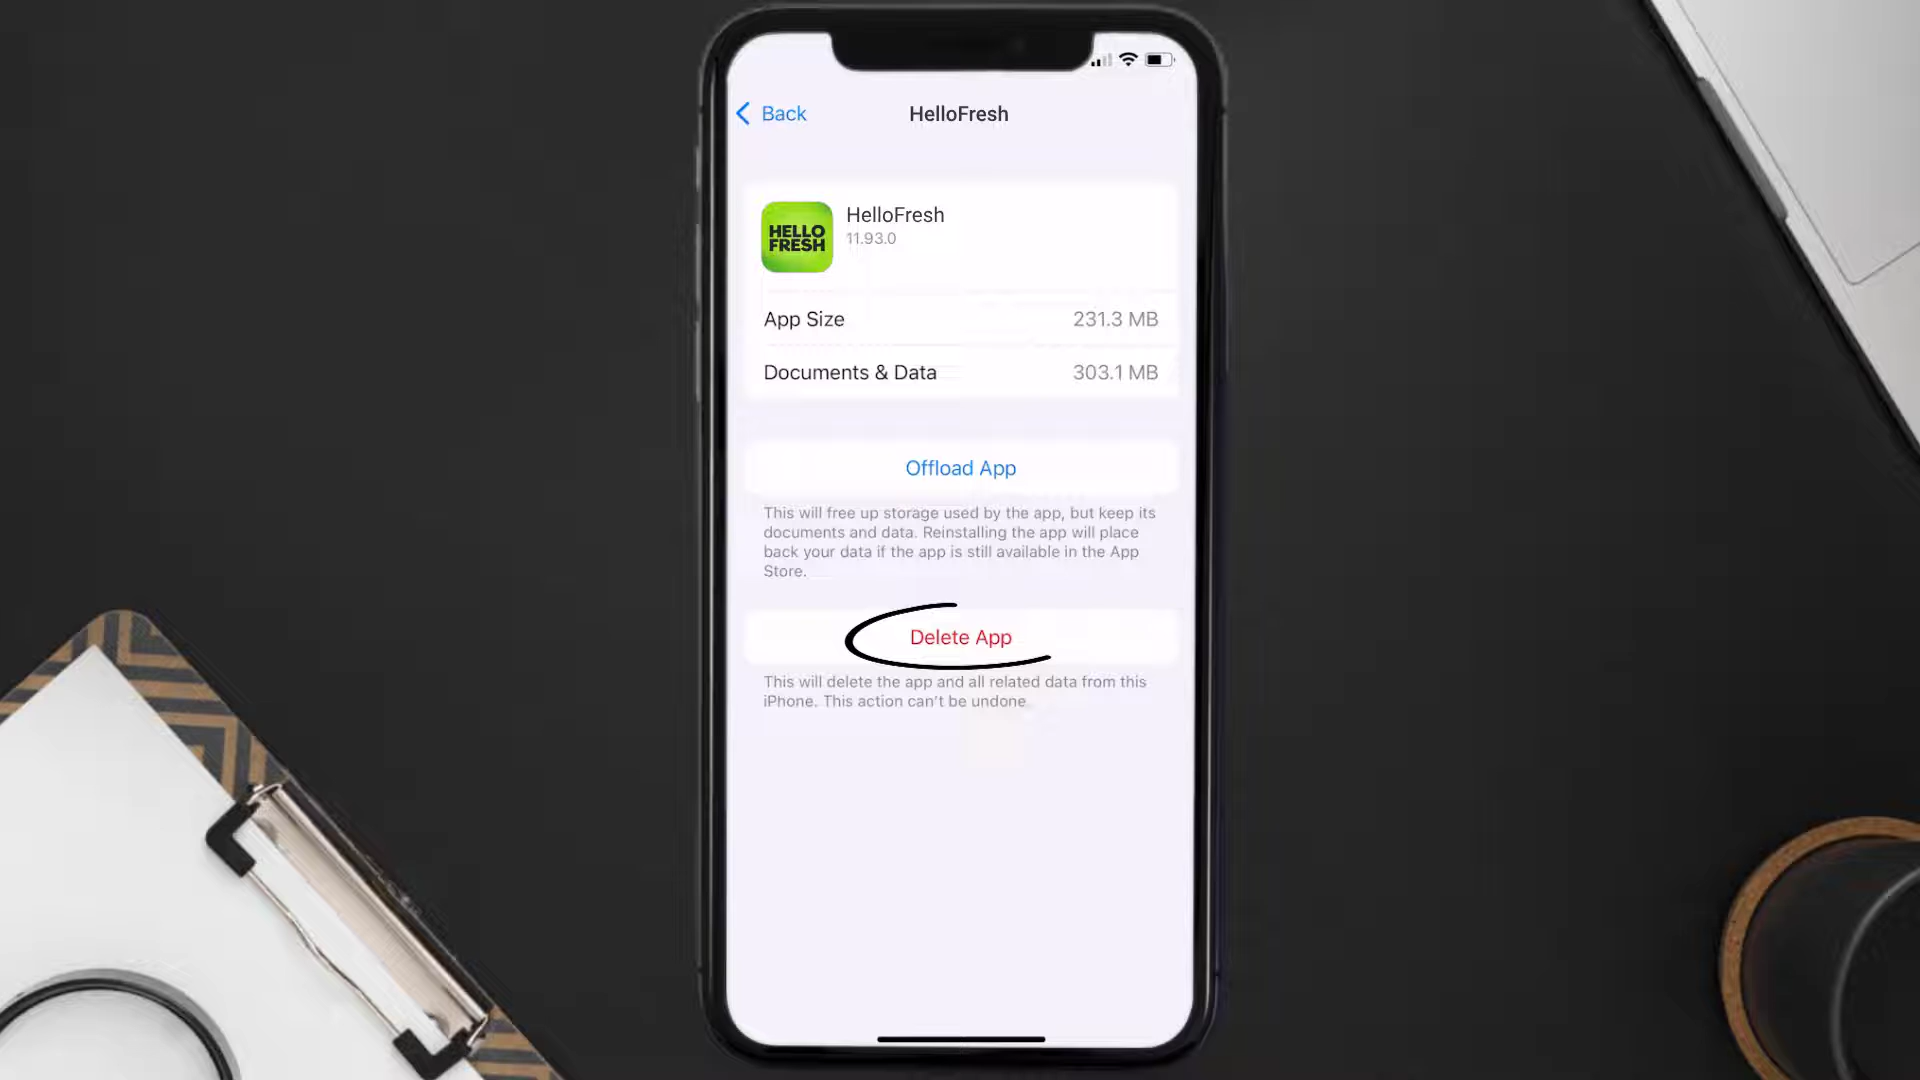 Back
HelloFresh
HELLO
FRESH
HelloFresh
11.93.0
App Size 231.3 MB
Documents & Data 303.1 MB
Offload App
This will free up storage used by the app, but keep its
documents and data. Reinstalling the app will place
back your data if the app is still available in the App
Store.
Delete App
This will delete the app and all related data from this
iPhone. This action can't be undone